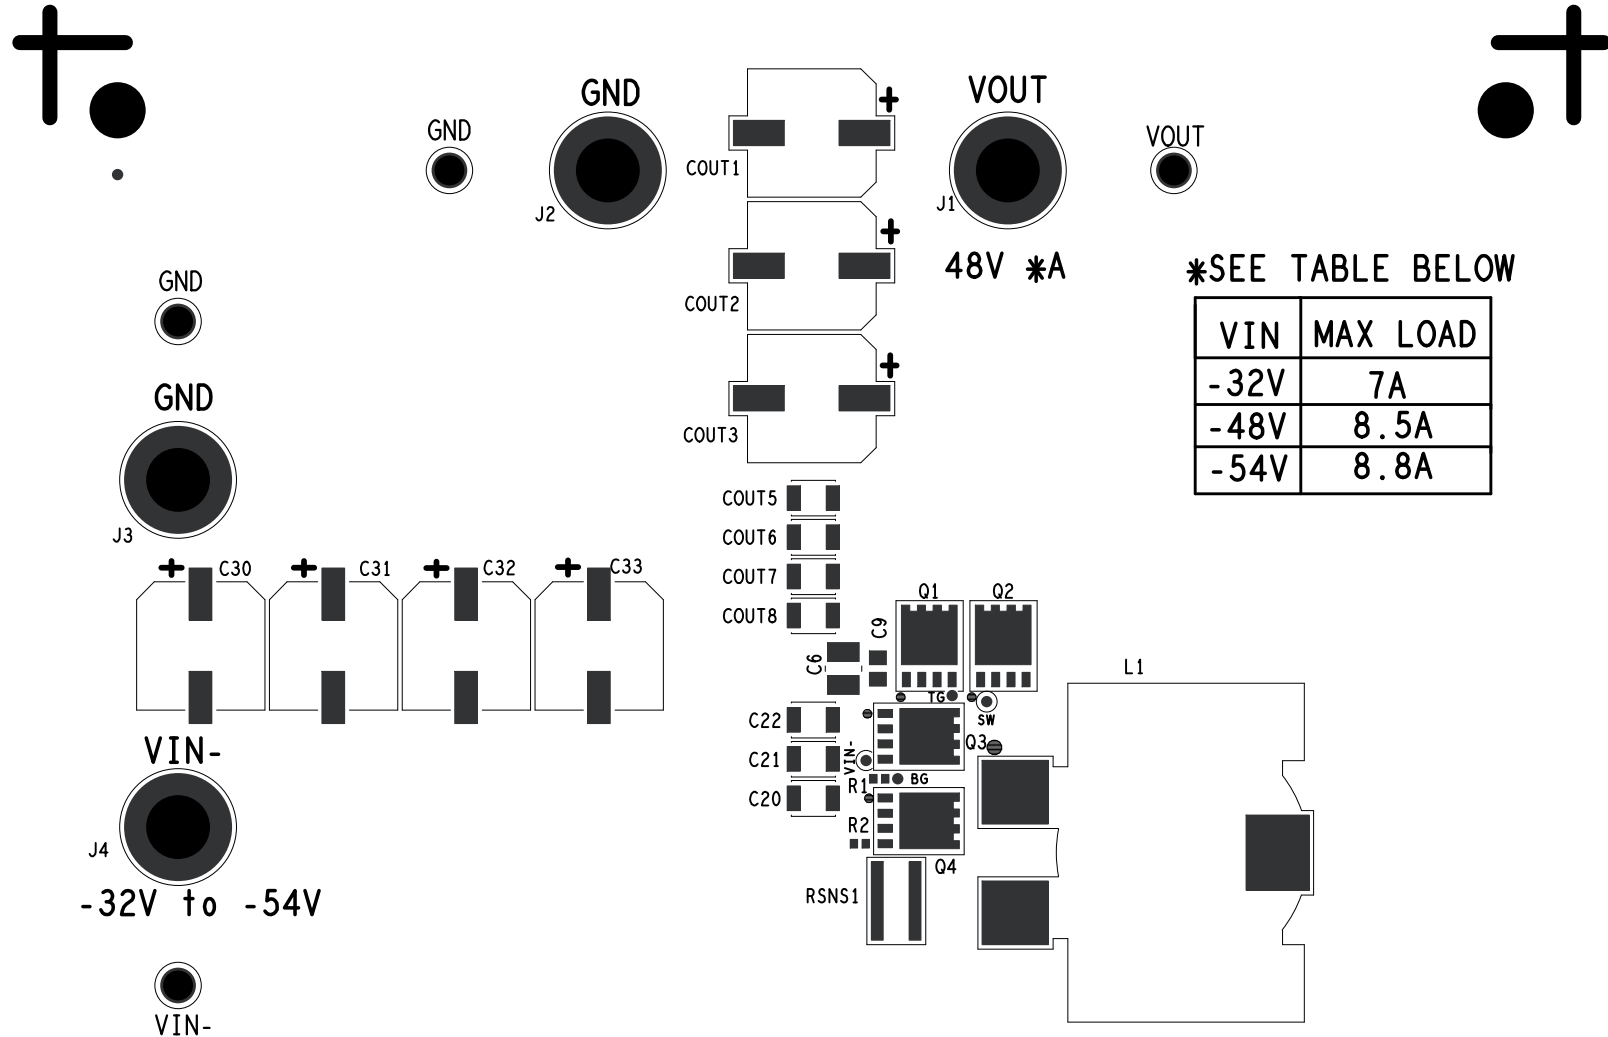 GND
VOUT
GND
VOUT
COUT1
J2
J1
48V *A
*SEE TABLE BELOW
GND
COUT2
VIN MAX LOAD
-32V 7A
-48V 8.5A
-54V 8.8A
GND
COUT3
J3
COUT5
COUT6
COUT7
COUT8
+ C30 + C31 + C32 + C33
+
+
+
Q1 Q2
C9
C6
L1
TG
SW
C22
Q3
VIN-
C21
VIN-
BG
R1
C20
R2
J4
Q4
RSNS1
-32V to -54V
VIN-